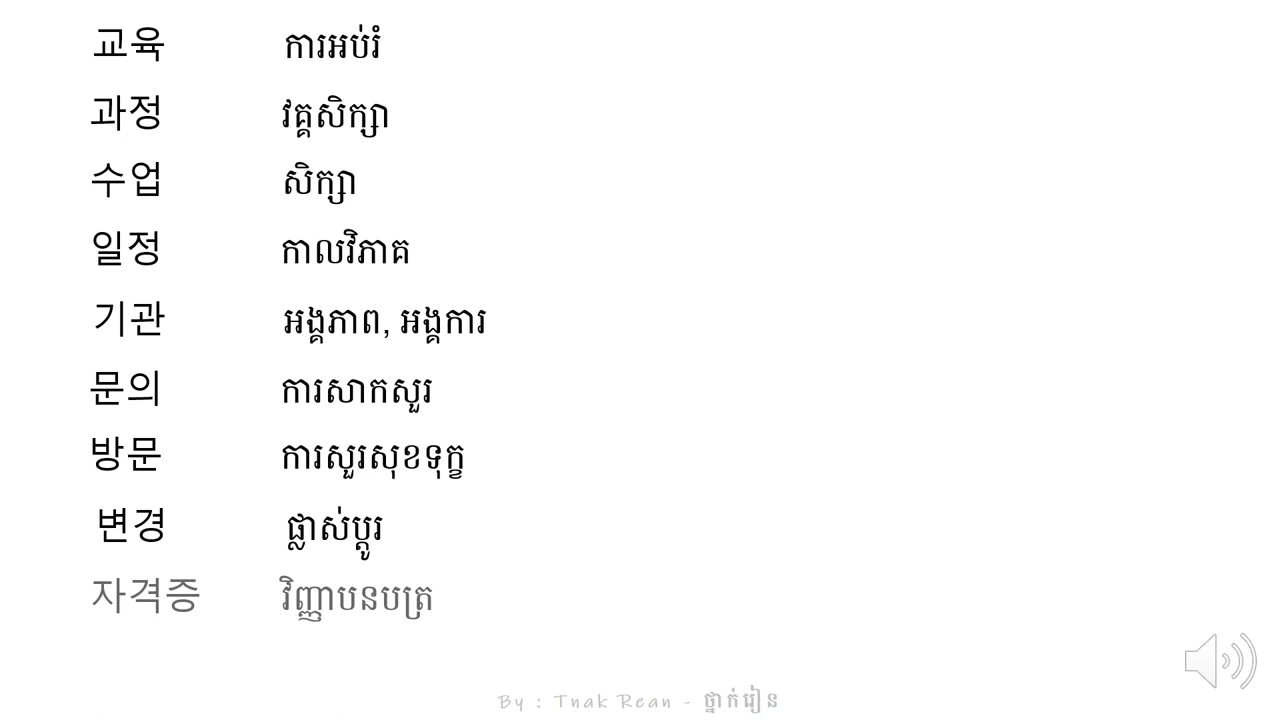 교육 ការអប់រំ
과정 វគ្គសិក្សា
수업 សិក្សា
일정 កាលវិភាគ
기관 អង្គភាព, អង្គការ
문의 ការសាកសួរ
방문 ការសួរសុខទុក្ខ
변경 ផ្លាស់ប្តូរ
자격증 វិញ្ញាបនបត្រ
By : Tnak Rean - ថ្នាក់រៀន